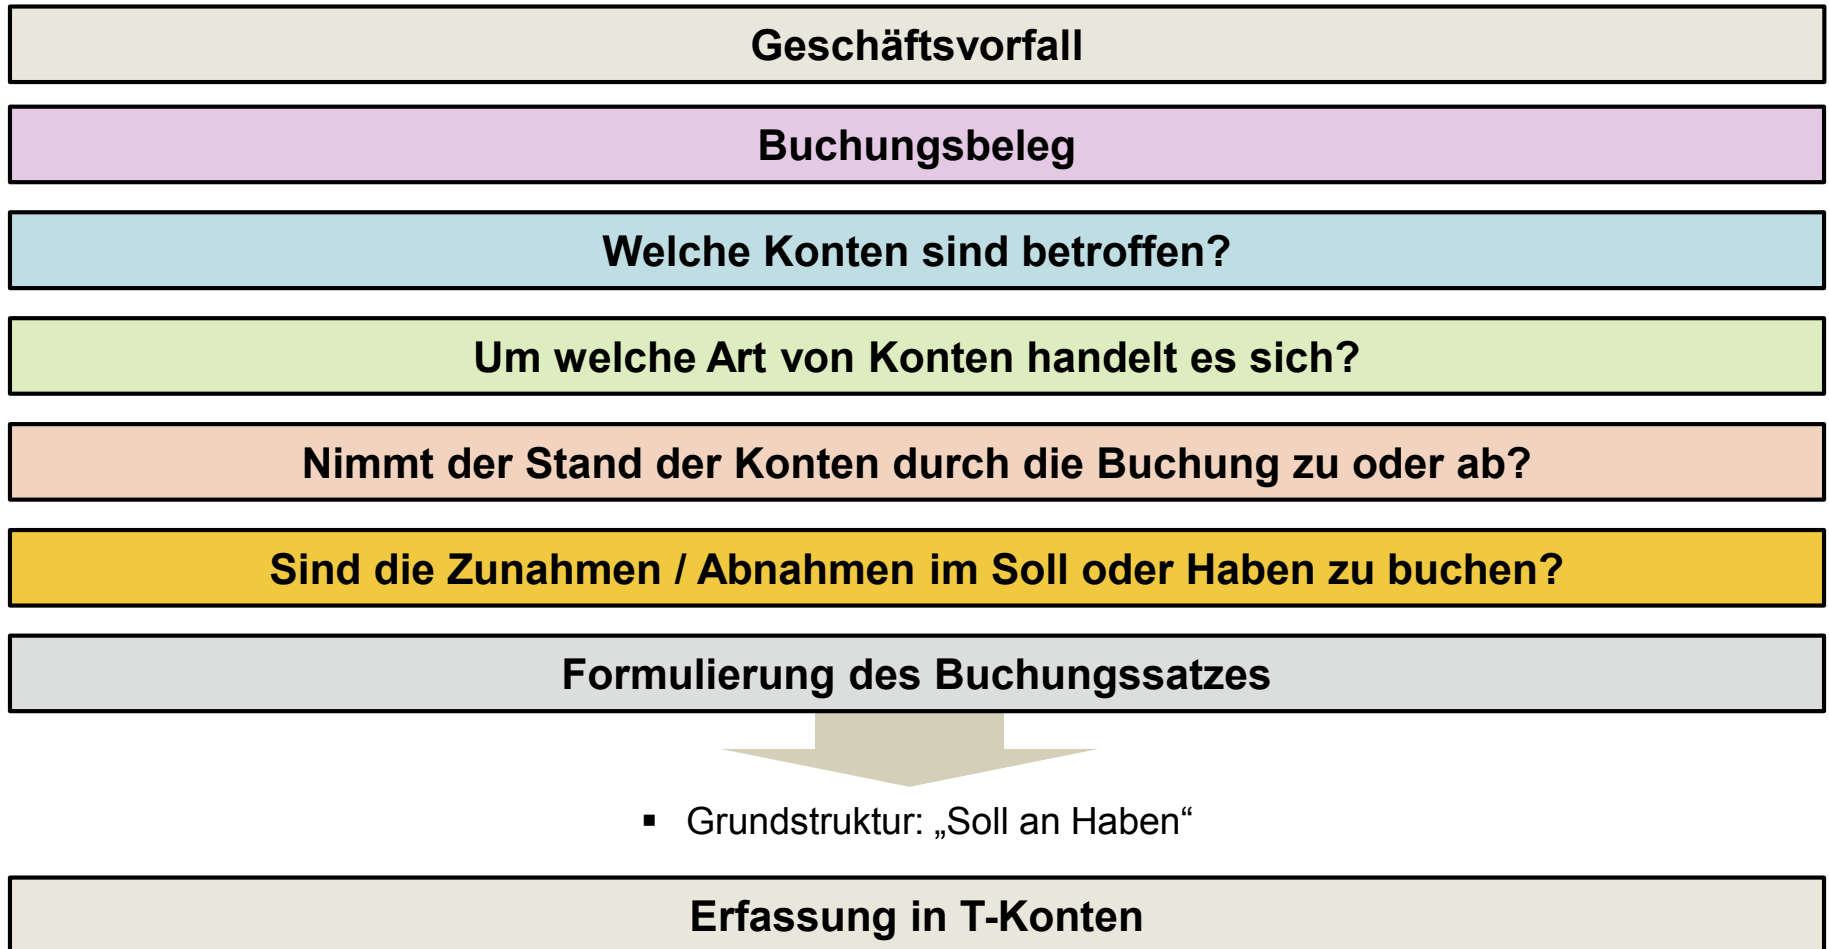 Geschäftsvorfall
Buchungsbeleg
Welche Konten sind betroffen?
Um welche Art von Konten handelt es sich?
Nimmt der Stand der Konten durch die Buchung zu oder ab?
Sind die Zunahmen / Abnahmen im Soll oder Haben zu buchen?
Formulierung des Buchungssatzes
▪ Grundstruktur: „Soll an Haben“
Erfassung in T-Konten